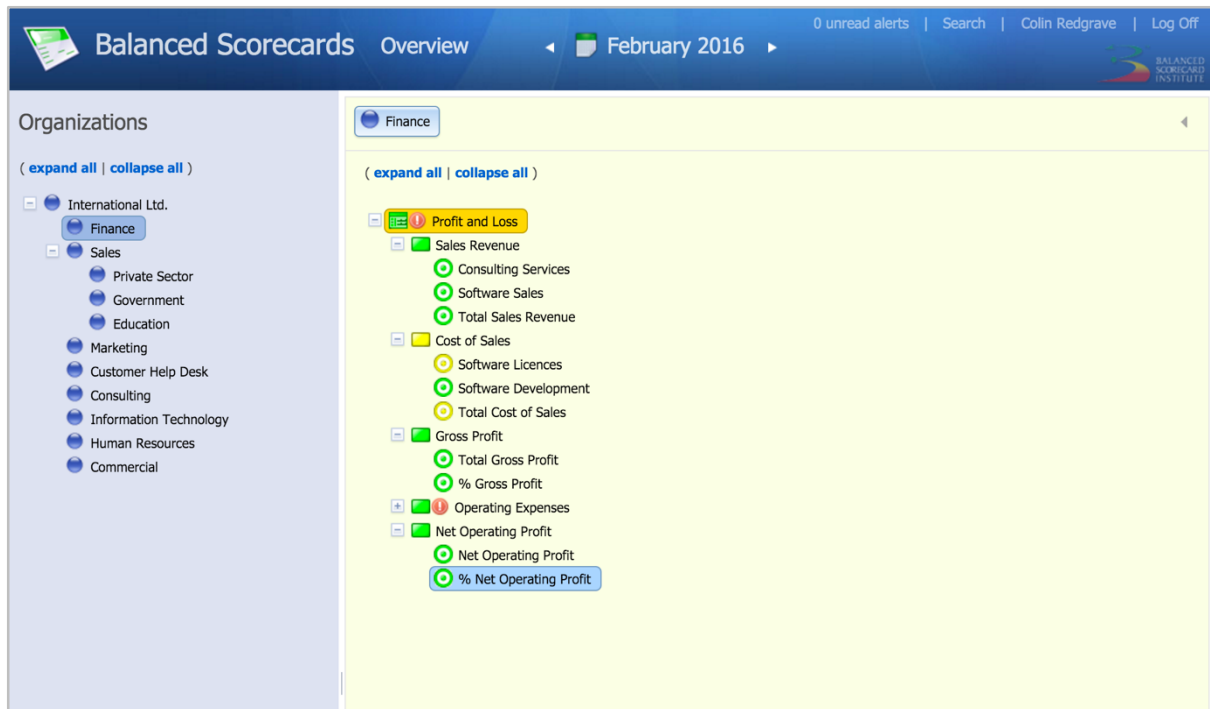 Balanced Scorecards Overview February 2016
0 unread alerts | Search | Colin Redgrave | Log Off
BALANCED
SCORECARD
INSTITUTE
Organizations
( expand all | collapse all )
International Ltd.
Finance
Sales
Private Sector
Government
Education
Marketing
Customer Help Desk
Consulting
Information Technology
Human Resources
Commercial
Finance
( expand all | collapse all )
Profit and Loss
Sales Revenue
Consulting Services
Software Sales
Total Sales Revenue
Cost of Sales
Software Licences
Software Development
Total Cost of Sales
Gross Profit
Total Gross Profit
% Gross Profit
Operating Expenses
Net Operating Profit
Net Operating Profit
% Net Operating Profit